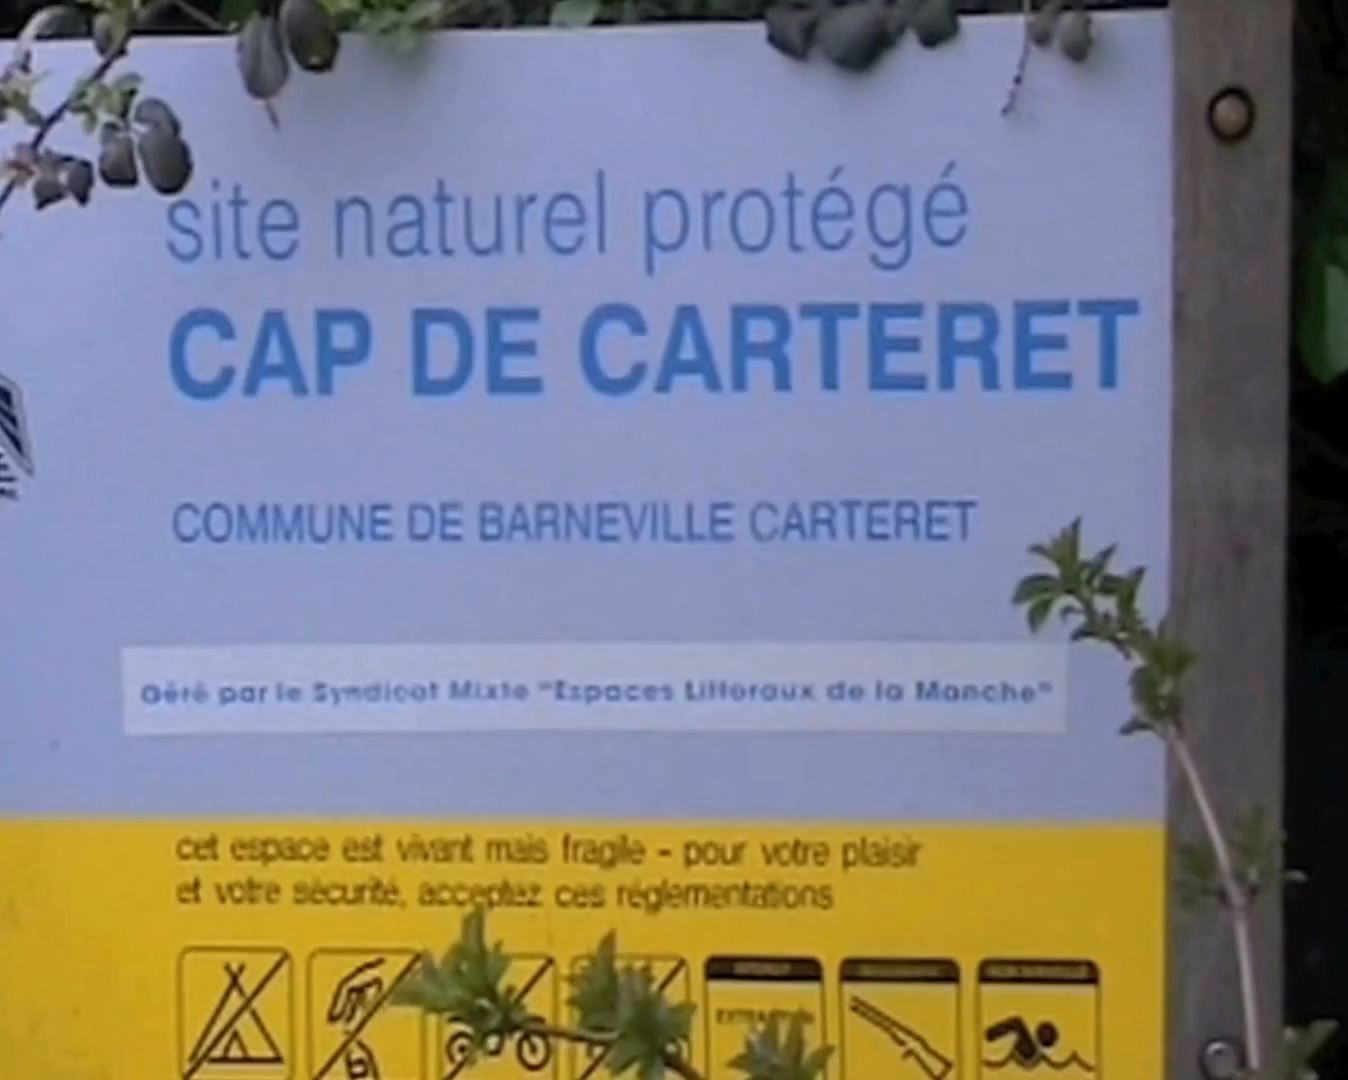 site naturel protégé
CAP DE CARTERET
COMMUNE DE BARNEVILLE CARTERET
Géré par le Syndicat Mixte "Espaces Littoraux de la Manche"
cet espace est vivant mais fragile - pour votre plaisir
et votre sécurité, acceptez ces réglementations